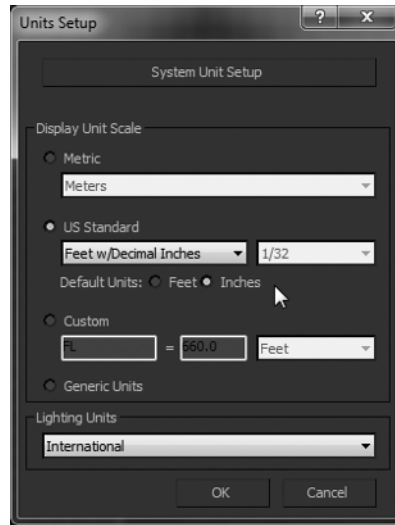 Units Setup ? x
System Unit Setup
Display Unit Scale
Metric
Meters
US Standard
Feet w/Decimal Inches 1/32
Default Units: Feet Inches
Custom
FL = 660.0 Feet
Generic Units
Lighting Units
International
OK Cancel